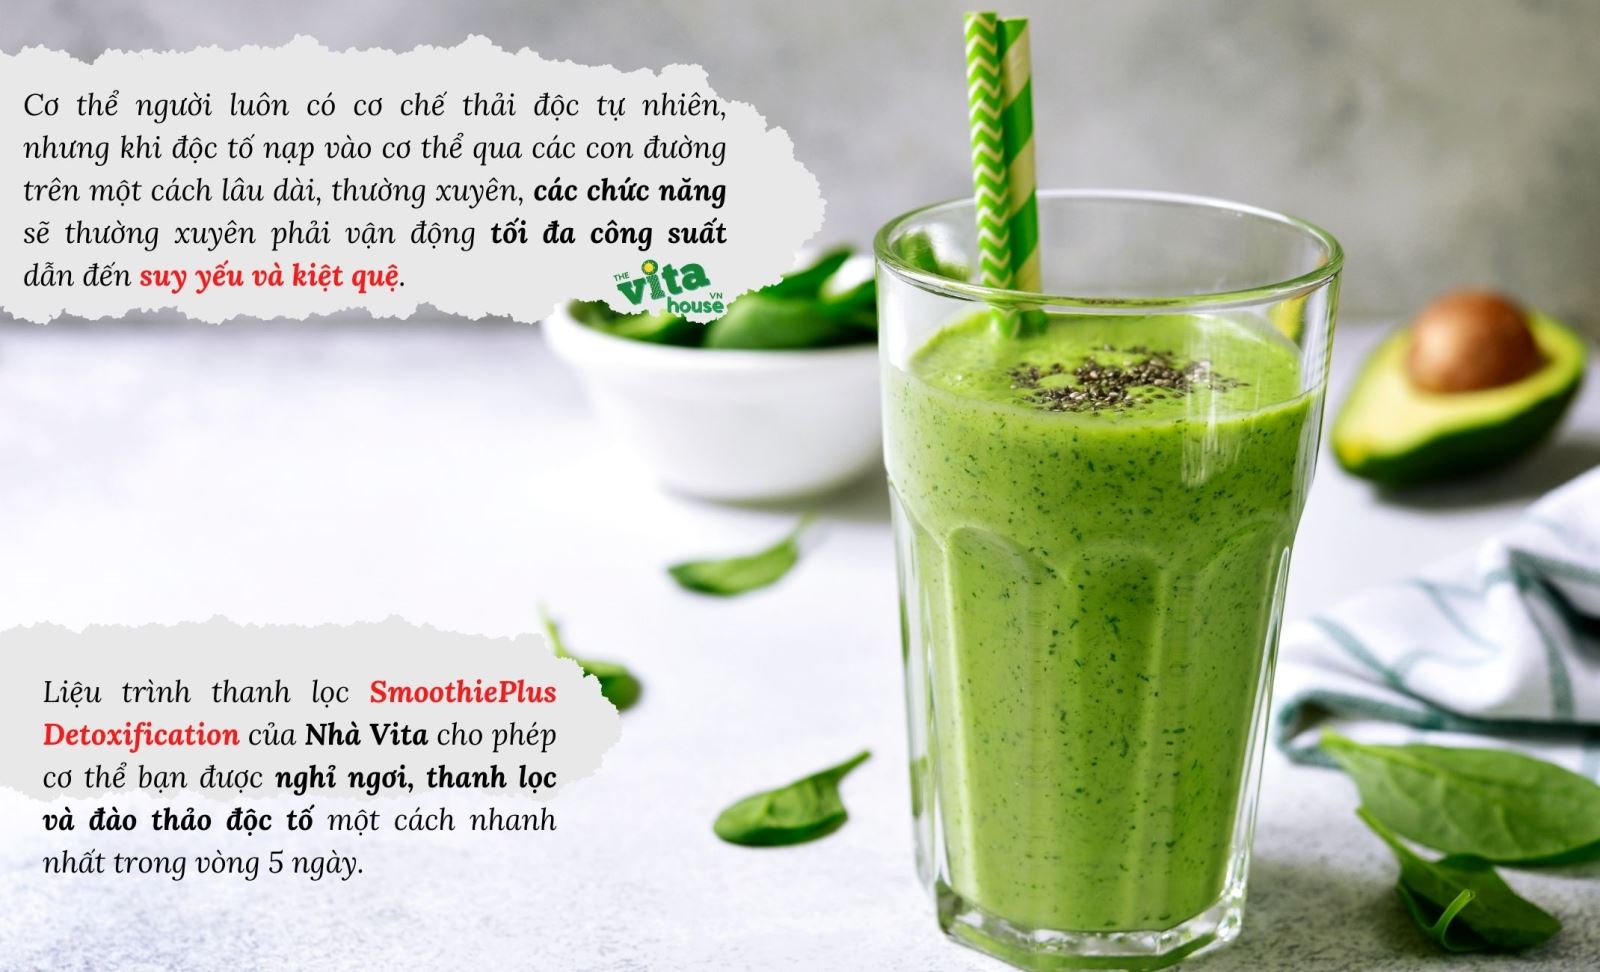 Cơ thể người luôn có cơ chế thải độc tự nhiên,
nhưng khi độc tố nạp vào cơ thể qua các con đường
trên một cách lâu dài, thường xuyên, các chức năng
sẽ thường xuyên phải vận động tối đa công suất
dẫn đến suy yếu và kiệt quệ.
THE
vita
VN
house
Liệu trình thanh lọc SmoothiePlus
Detoxification của Nhà Vita cho phép
cơ thể bạn được nghỉ ngơi, thanh lọc
và đào thảo độc tố một cách nhanh
nhất trong vòng 5 ngày.